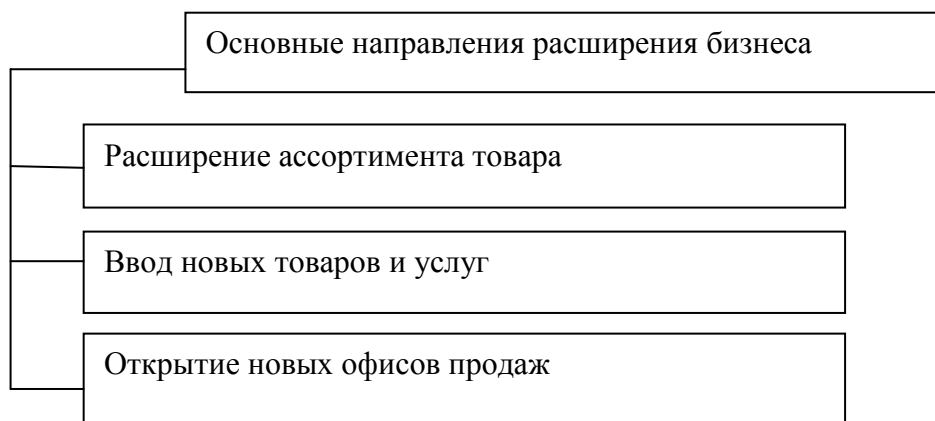 Основные направления расширения бизнеса
Расширение ассортимента товара
Ввод новых товаров и услуг
Открытие новых офисов продаж